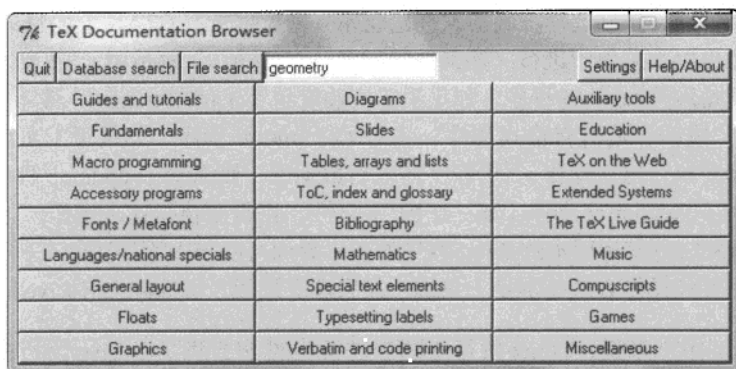 TeX Documentation Browser
Quit Database search File search geometry Settings Help/About
Guides and tutorials Diagrams Auxiliary tools
Fundamentals Slides Education
Macro programming Tables, arrays and lists TeX on the Web
Accessory programs ToC, index and glossary Extended Systems
Fonts / Metafont Bibliography The TeX Live Guide
Languages/national specials Mathematics Music
General layout Special text elements Compuscripts
Floats Typesetting labels Games
Graphics Verbatim and code printing Miscellaneous